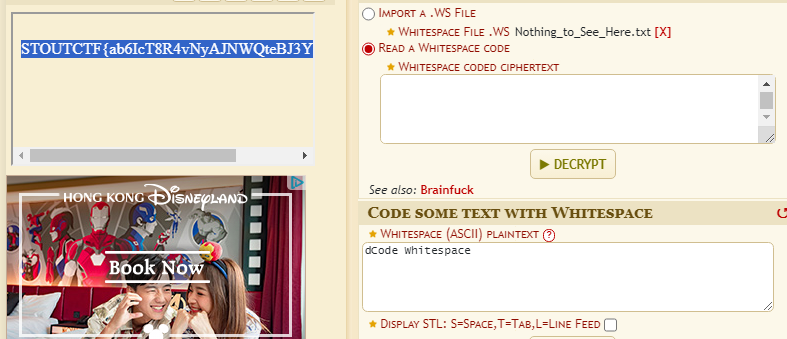 STOUTCTF{ab6IcT8R4vNyAJNWQteBJ3Y
HONG KONG Disneyland
Book Now
Import a .WS File
Whitespace File .WS Nothing_to_See_Here.txt [X]
Read a Whitespace code
Whitespace coded ciphertext
▶ DECRYPT
See also: Brainfuck
Code some text with Whitespace
Whitespace (ASCII) plaintext ?
dCode Whitespace
Display STL: S=Space,T=Tab,L=Line Feed